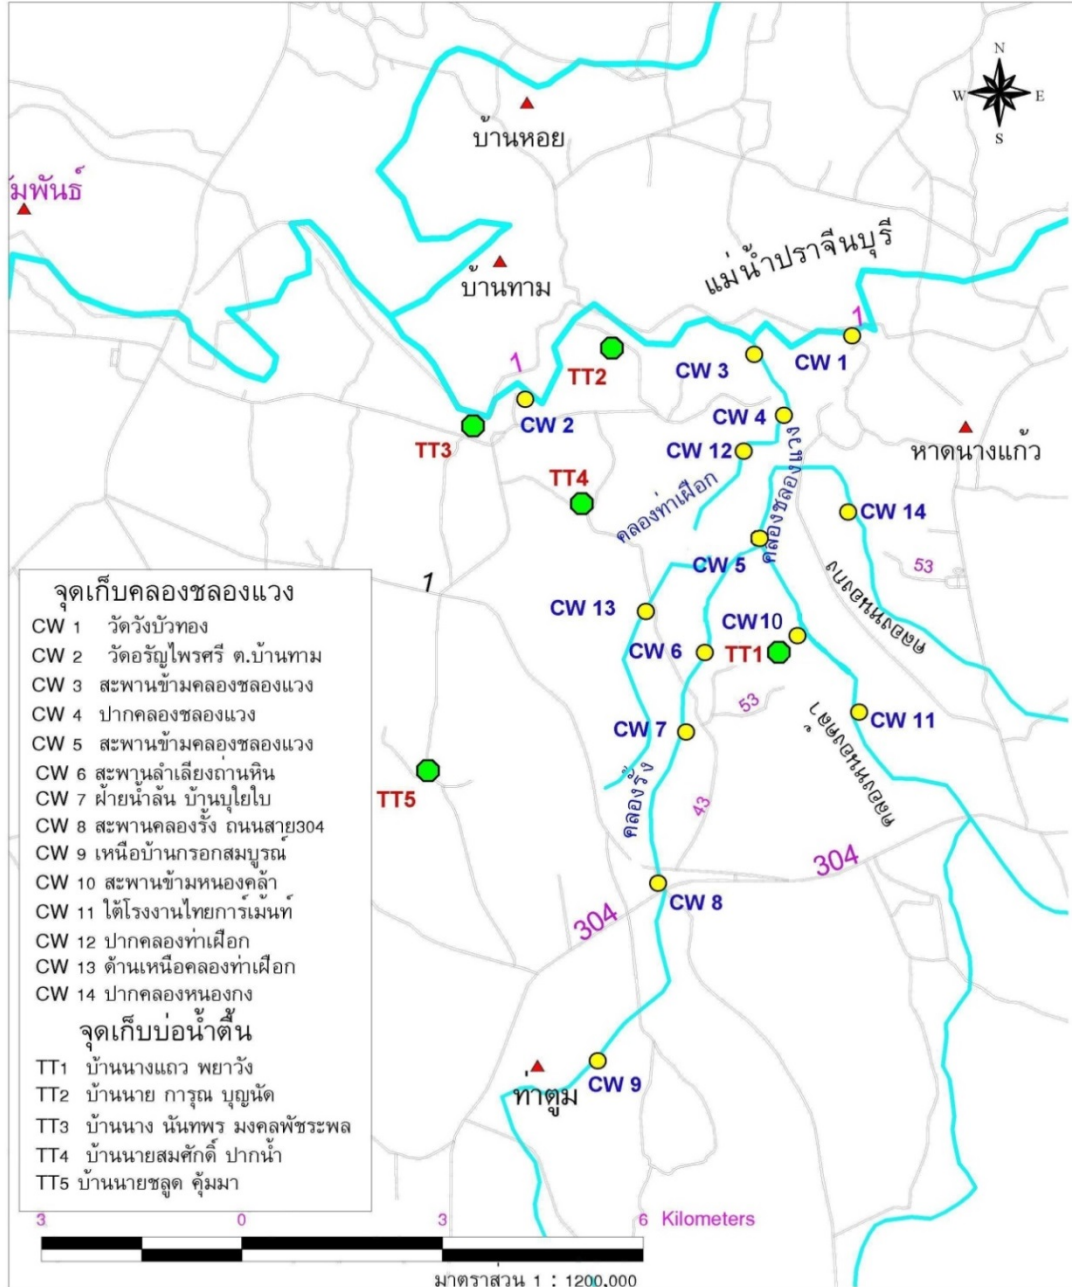 N
W E
S
บ้านหอย
ัมพันธ์
บ้านทาม
แม่น้ำปราจีนบุรี
1
1
TT2
CW 3
CW 1
CW 2
CW 4
TT3
CW 12
หาดนางแก้ว
TT4
คลองท่าเผือก
คลองชลองแวง
CW 14
CW 5
53
1
CW 13
คลองหนองกง
CW10
CW 6
TT1
53
CW 11
CW 7
คลองหนองคล้า
TT5
คลองรั้ง
43
304
CW 8
304
ท่าตูม
CW 9
จุดเก็บคลองชลองแวง
CW 1 วัดวังบัวทอง
CW 2 วัดอรัญไพรศรี ต.บ้านทาม
CW 3 สะพานข้ามคลองชลองแวง
CW 4 ปากคลองชลองแวง
CW 5 สะพานข้ามคลองชลองแวง
CW 6 สะพานลำเลียงถ่านหิน
CW 7 ฝ่ายน้ำล้น บ้านบุใยใบ
CW 8 สะพานคลองรั้ง ถนนสาย304
CW 9 เหนือบ้านกรอกสมบูรณ์
CW 10 สะพานข้ามหนองคล้า
CW 11 ใต้โรงงานไทยการ์เม้นท์
CW 12 ปากคลองท่าเผือก
CW 13 ด้านเหนือคลองท่าเผือก
CW 14 ปากคลองหนองกง
จุดเก็บบ่อน้ำตื้น
TT1 บ้านนางแถว พยาวัง
TT2 บ้านนาย การุณ บุญนัด
TT3 บ้านนาง นันทพร มงคลพัชระพล
TT4 บ้านนายสมศักดิ์ ปากน้ำ
TT5 บ้านนายชลูด คุ้มมา
3 0 3 6 Kilometers
มาตราส่วน 1 : 1200,000